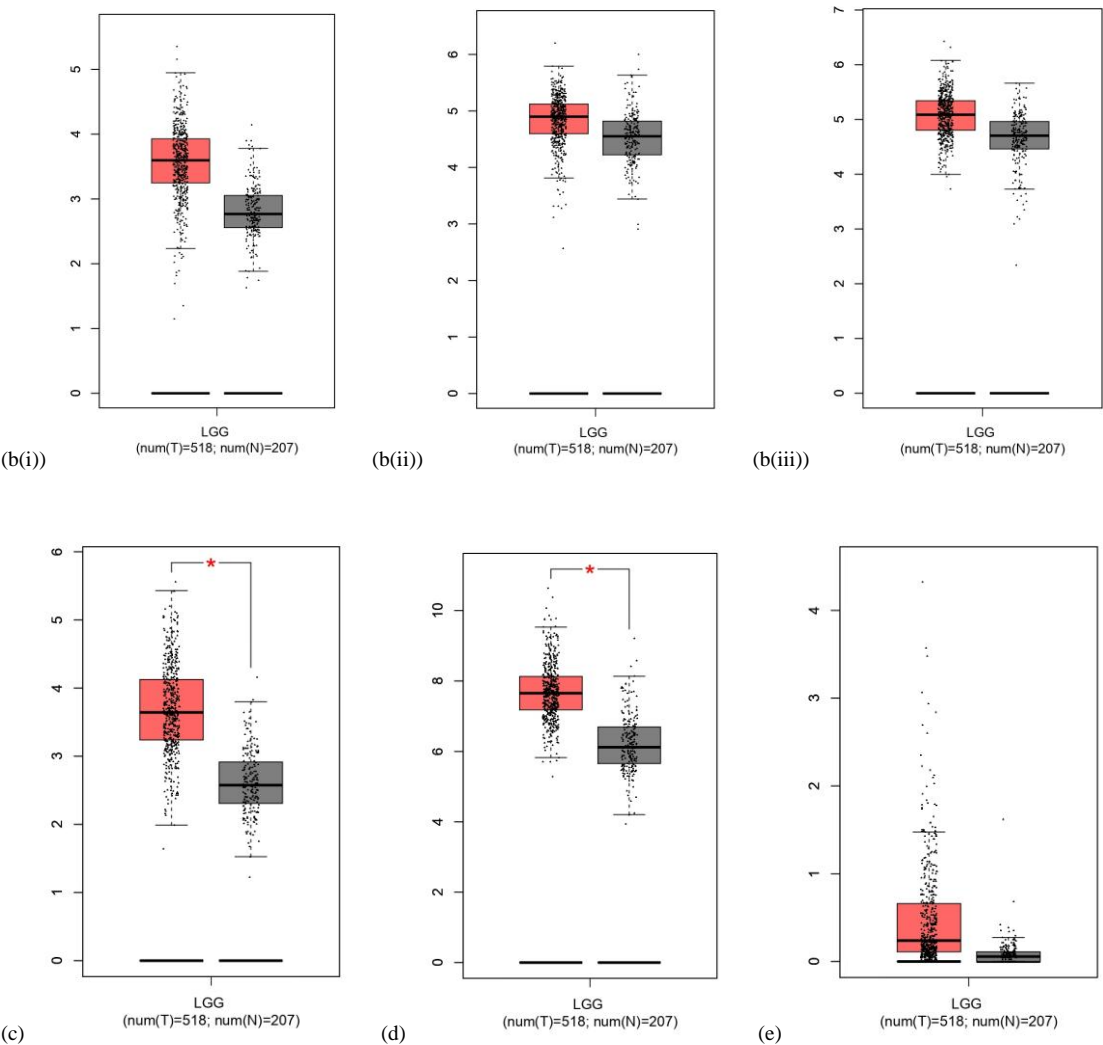 0 1 2 3 4 5
LGG
(num(T)=518; num(N)=207)
(b(i))
0 1 2 3 4 5 6
LGG
(num(T)=518; num(N)=207)
(b(ii))
0 1 2 3 4 5 6 7
LGG
(num(T)=518; num(N)=207)
(b(iii))
0 1 2 3 4 5 6
*
LGG
(num(T)=518; num(N)=207)
(c)
0 2 4 6 8 10
*
LGG
(num(T)=518; num(N)=207)
(d)
0 1 2 3 4
LGG
(num(T)=518; num(N)=207)
(e)